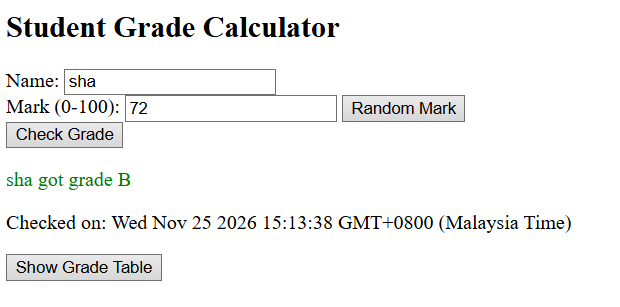 Student Grade Calculator
Name: sha
Mark (0-100): 72 Random Mark
Check Grade
sha got grade B
Checked on: Wed Nov 25 2026 15:13:38 GMT+0800 (Malaysia Time)
Show Grade Table